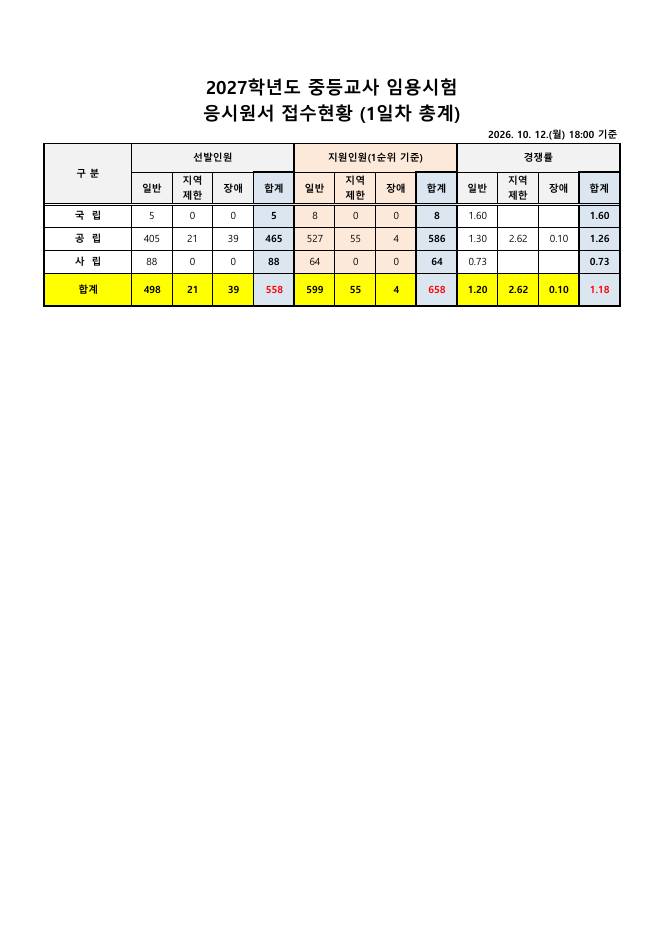 2027학년도 중등교사 임용시험
응시원서 접수현황 (1일차 총계)
2026. 10. 12.(월) 18:00 기준
구 분 선발인원 지원인원(1순위 기준) 경쟁률
일반 지역제한 장애 합계 일반 지역제한 장애 합계 일반 지역제한 장애 합계
국 립 5 0 0 5 8 0 0 8 1.60 1.60
공 립 405 21 39 465 527 55 4 586 1.30 2.62 0.10 1.26
사 립 88 0 0 88 64 0 0 64 0.73 0.73
합계 498 21 39 558 599 55 4 658 1.20 2.62 0.10 1.18